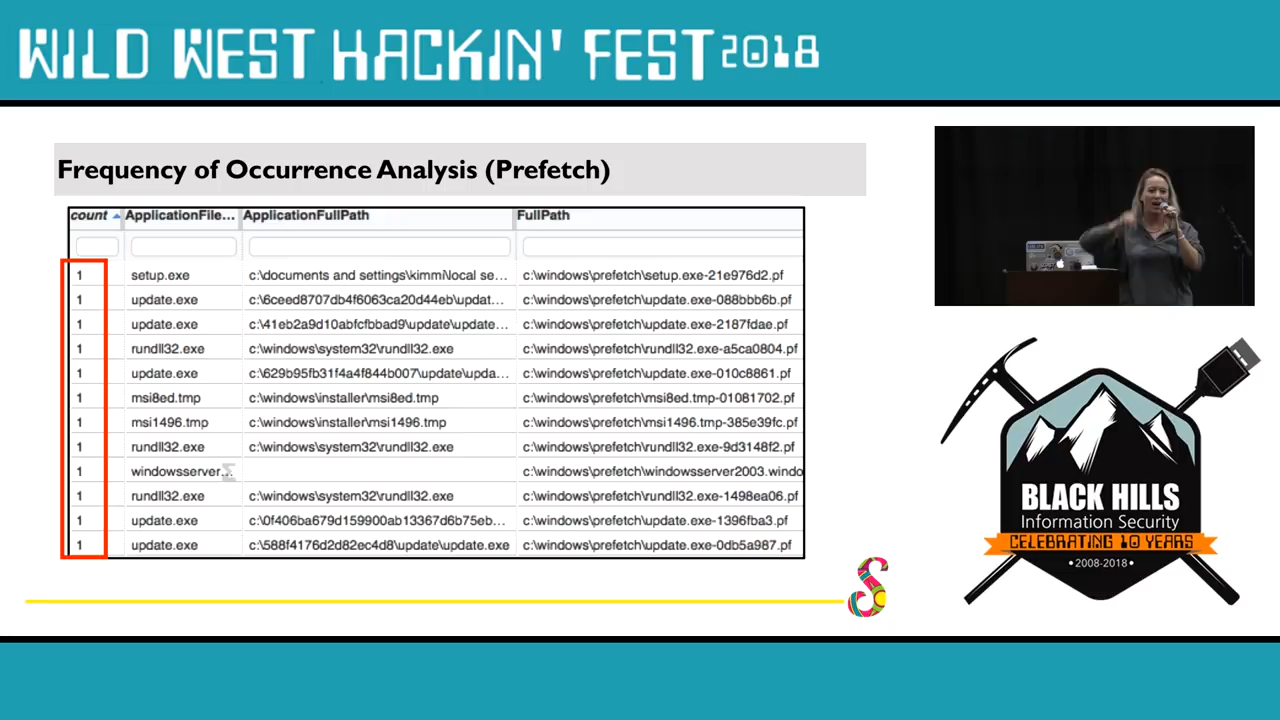 WILD WEST HACKIN' FEST 2018
Frequency of Occurrence Analysis (Prefetch)
count ApplicationFile... ApplicationFullPath FullPath
1 setup.exe c:\documents and settings\kimm\local se... c:\windows\prefetch\setup.exe-21e976d2.pf
1 update.exe c:\6ceed8707db4f6063ca20d44eb\updat... c:\windows\prefetch\update.exe-088bbb6b.pf
1 update.exe c:\41eb2a9d10abfcfbbad9\update\update... c:\windows\prefetch\update.exe-2187fdae.pf
1 rundll32.exe c:\windows\system32\rundll32.exe c:\windows\prefetch\rundll32.exe-a5ca0804.pf
1 update.exe c:\629b95fb31f4a4f844b007\update\upda... c:\windows\prefetch\update.exe-010c8861.pf
1 msi8ed.tmp c:\windows\installer\msi8ed.tmp c:\windows\prefetch\msi8ed.tmp-01081702.pf
1 msi1496.tmp c:\windows\installer\msi1496.tmp c:\windows\prefetch\msi1496.tmp-385e39fc.pf
1 rundll32.exe c:\windows\system32\rundll32.exe c:\windows\prefetch\rundll32.exe-9d3148f2.pf
1 windowsserver... c:\windows\prefetch\windowsserver2003.windo
1 rundll32.exe c:\windows\system32\rundll32.exe c:\windows\prefetch\rundll32.exe-1498ea06.pf
1 update.exe c:\0f406ba679d159900ab13367d6b75eb... c:\windows\prefetch\update.exe-1396fba3.pf
1 update.exe c:\588f4176d2d82ec4d8\update\update.exe c:\windows\prefetch\update.exe-0db5a987.pf
S
BLACK HILLS
Information Security
CELEBRATING 10 YEARS
•2008-2018•